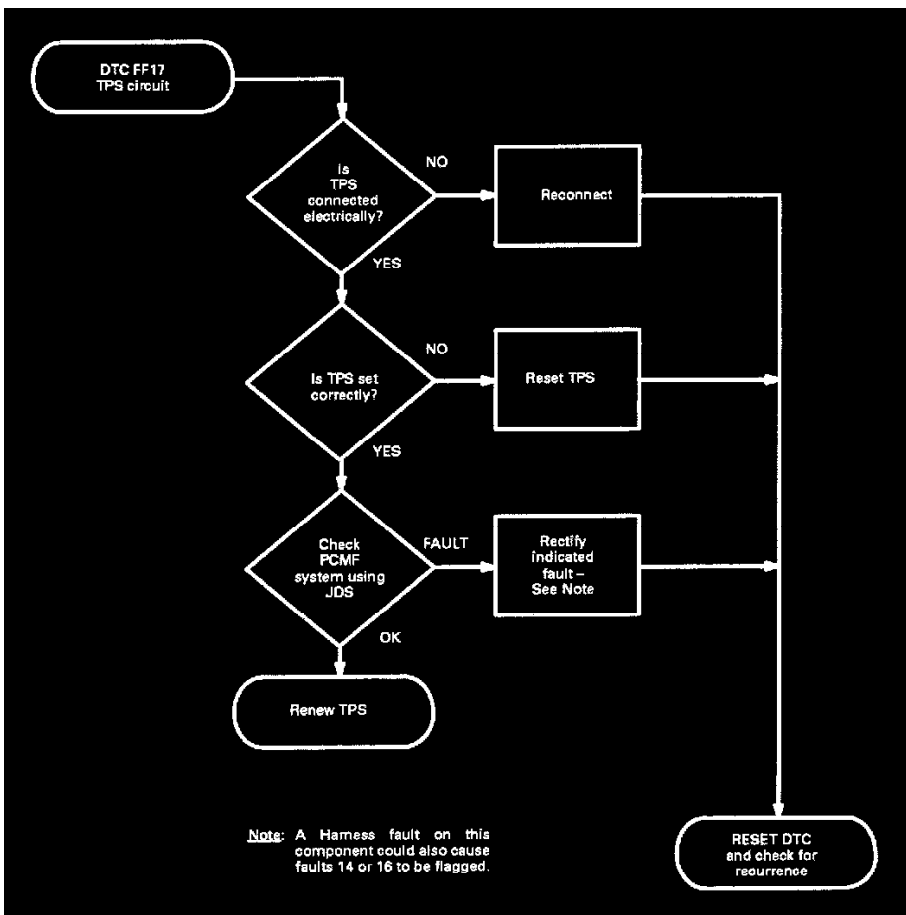 DTC FF17
TPS circuit
Is
TPS
connected
electrically?
NO
Reconnect
YES
Is TPS set
correctly?
NO
Reset TPS
YES
Check
PCMF
system using
JDS
FAULT
Rectify
indicated
fault –
See Note
OK
Renew TPS
Note: A Harness fault on this
component could also cause
faults 14 or 16 to be flagged.
RESET DTC
and check for
recurrence